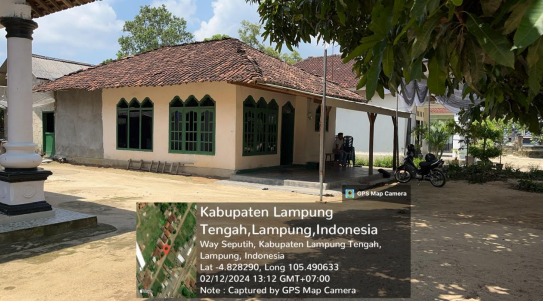 GPS Map Camera
Kabupaten Lampung
Tengah,Lampung,Indonesia
Way Seputih, Kabupaten Lampung Tengah,
Lampung, Indonesia
Lat -4.828290, Long 105.490633
02/12/2024 13:12 GMT+07:00
Note : Captured by GPS Map Camera